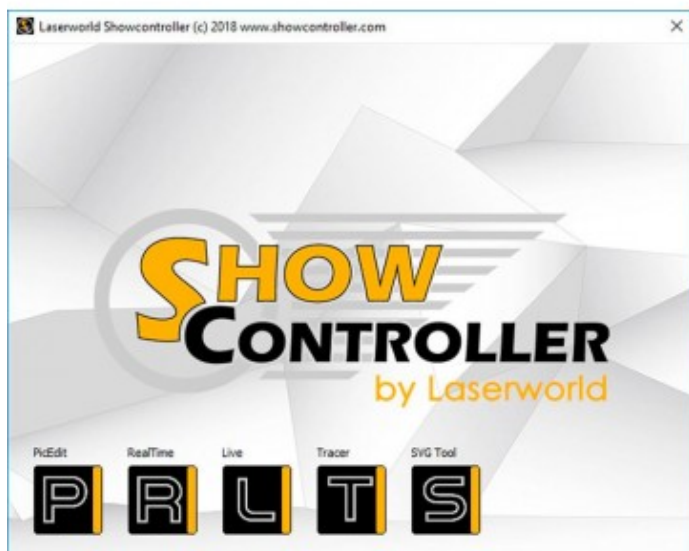 Laserworld Showcontroller (c) 2018 www.showcontroller.com
SHOW
CONTROLLER
by Laserworld
PicEdit RealTime Live Tracer SVG Tool
P R L T S